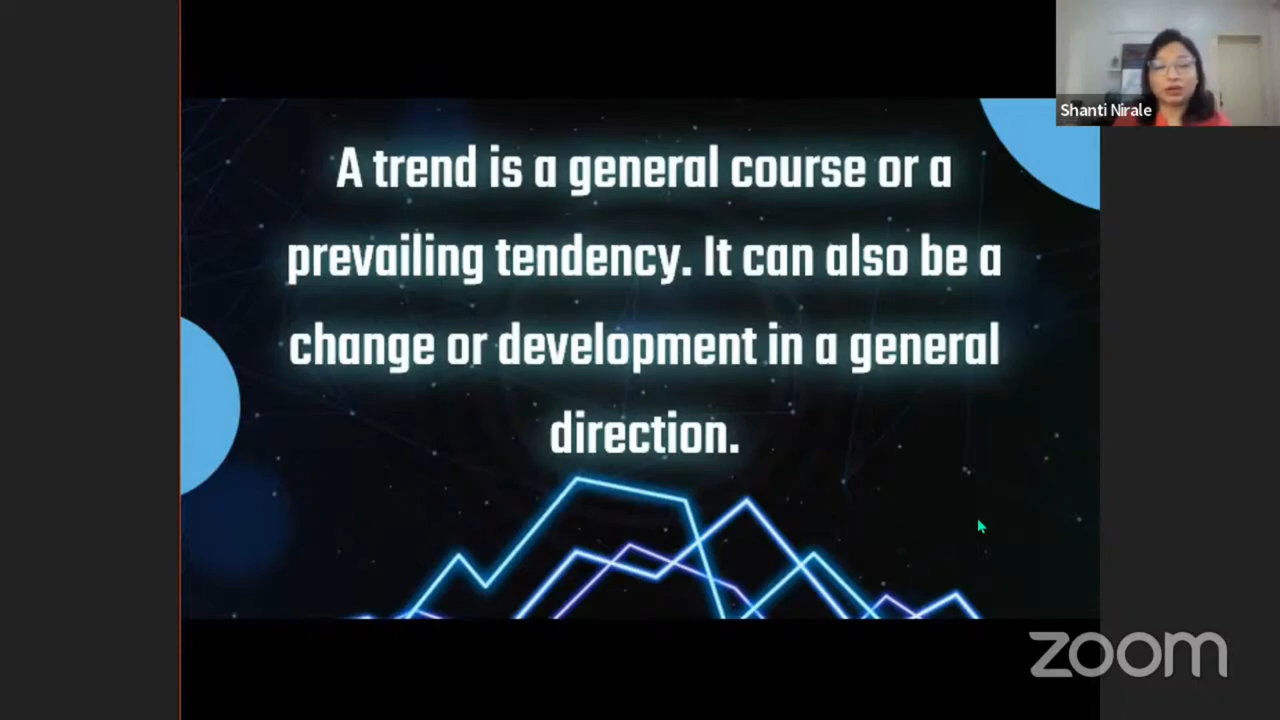 Shanti Nirale
A trend is a general course or a
prevailing tendency. It can also be a
change or development in a general
direction.
zoom